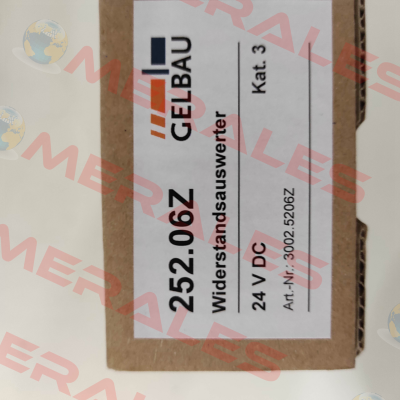 GELBAU
252.06Z
Widerstandsauswerter
24 V DC Kat. 3
Art.-Nr.: 3002.5206Z
MERALES
MERALES
MERALES
MERALES